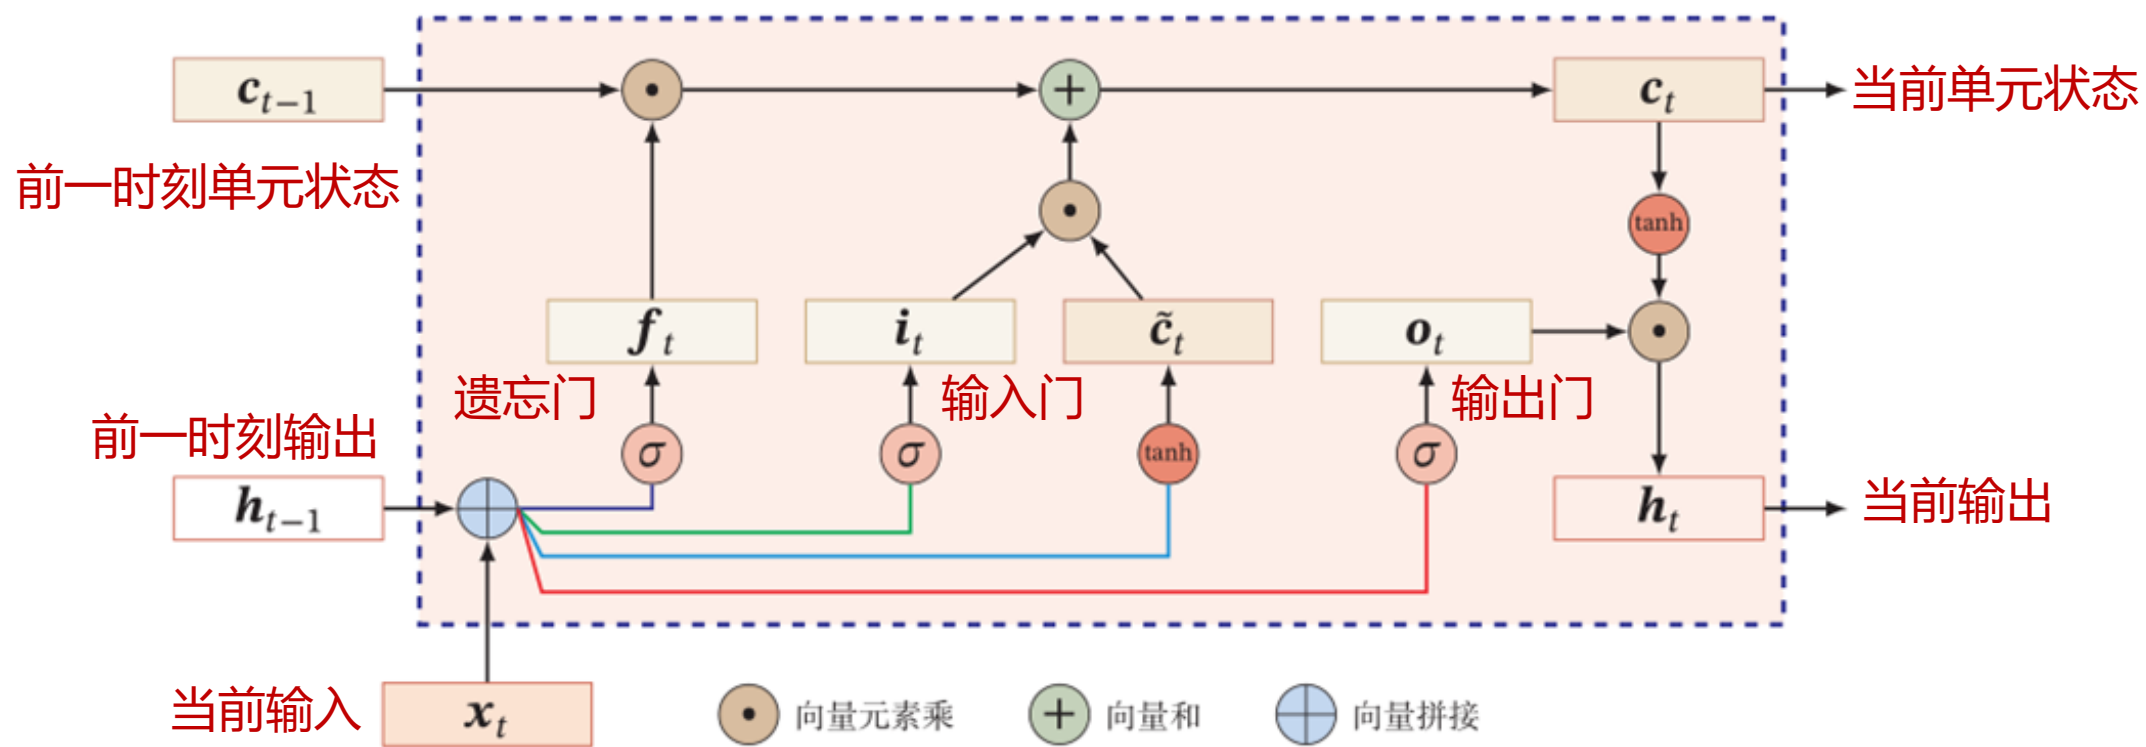 c_{t-1}
c_t
当前单元状态
前一时刻单元状态
tanh
f_t
i_t
c̃_t
o_t
遗忘门
输入门
输出门
前一时刻输出
σ
σ
tanh
σ
h_{t-1}
h_t
当前输出
当前输入
x_t
向量元素乘
+
向量和
向量拼接